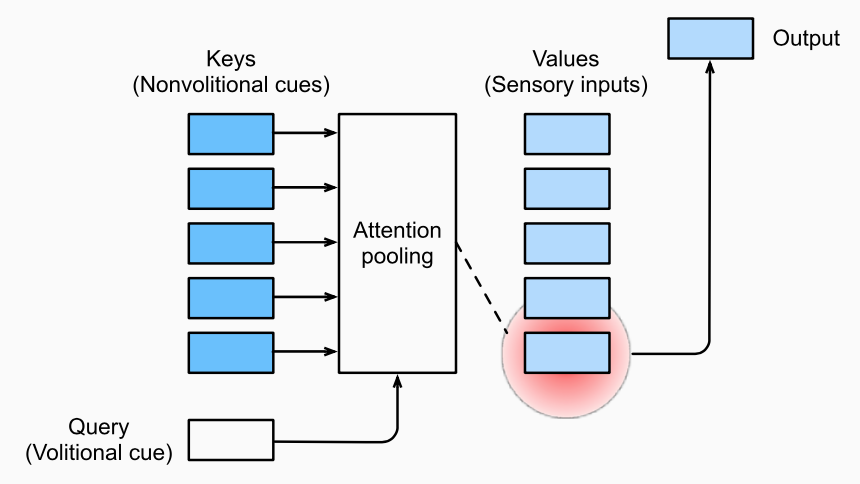 Keys
(Nonvolitional cues)
Values
(Sensory inputs)
Output
Attention
pooling
Query
(Volitional cue)